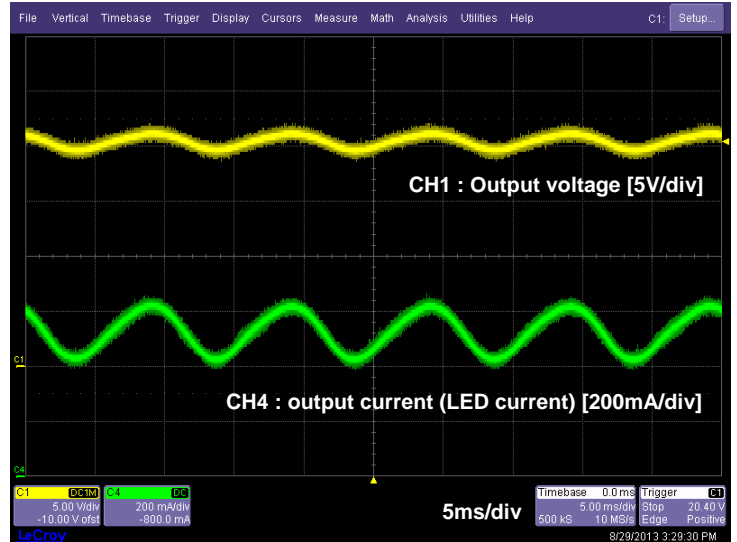 File Vertical Timebase Trigger Display Cursors Measure Math Analysis Utilities Help C1: Setup...
CH1 : Output voltage [5V/div]
C1
CH4 : output current (LED current) [200mA/div]
C4
C1 DC1M C4 DC Timebase 0.0 ms Trigger C1
5.00 V/div 200 mA/div 5ms/div 5.00 ms/div Stop 20.40 V
-10.00 V ofst -800.0 mA 500 kS 10 MS/s Edge Positive
LeCroy 8/29/2013 3:29:30 PM